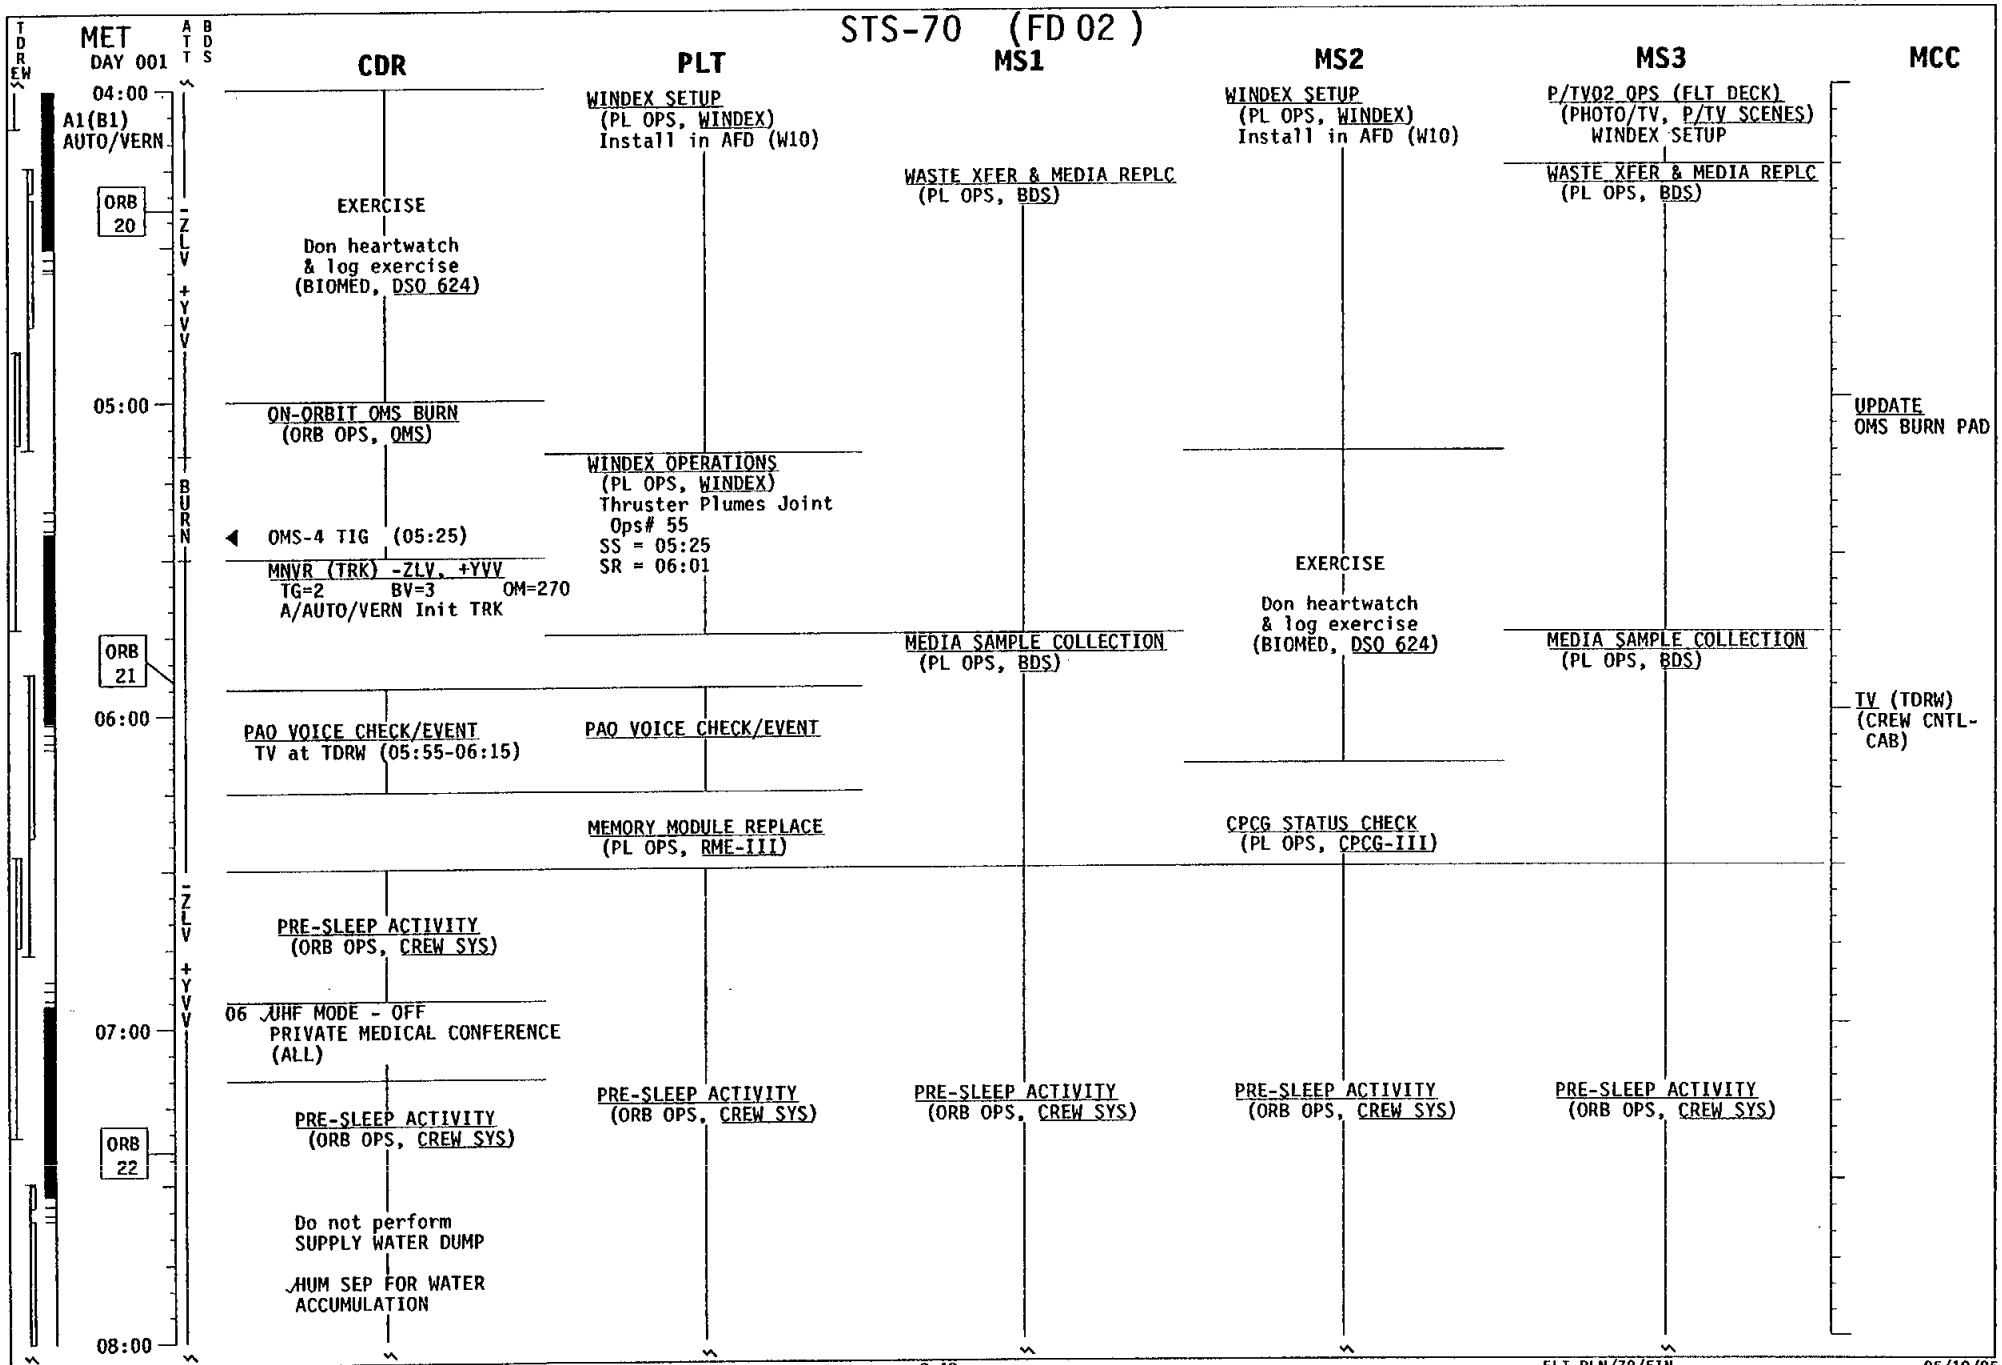 STS-70 (FD 02 )
TDREW
MET
DAY 001
ATT
BDS
CDR
PLT
MS1
MS2
MS3
MCC
04:00
A1(B1)
AUTO/VERN
ORB
20
05:00
ORB
21
06:00
07:00
ORB
22
08:00
-ZLV +YVV
BURN
-ZLV +YVV
EXERCISE
Don heartwatch
& log exercise
(BIOMED, DSO 624)
ON-ORBIT OMS BURN
(ORB OPS, OMS)
OMS-4 TIG (05:25)
MNVR (TRK) -ZLV, +YVV
TG=2 BV=3 OM=270
A/AUTO/VERN Init TRK
PAO VOICE CHECK/EVENT
TV at TDRW (05:55-06:15)
PRE-SLEEP ACTIVITY
(ORB OPS, CREW SYS)
06 √UHF MODE - OFF
PRIVATE MEDICAL CONFERENCE
(ALL)
PRE-SLEEP ACTIVITY
(ORB OPS, CREW SYS)
Do not perform
SUPPLY WATER DUMP
√HUM SEP FOR WATER
ACCUMULATION
WINDEX SETUP
(PL OPS, WINDEX)
Install in AFD (W10)
WINDEX OPERATIONS
(PL OPS, WINDEX)
Thruster Plumes Joint
Ops# 55
SS = 05:25
SR = 06:01
PAO VOICE CHECK/EVENT
MEMORY MODULE REPLACE
(PL OPS, RME-III)
PRE-SLEEP ACTIVITY
(ORB OPS, CREW SYS)
WASTE XFER & MEDIA REPLC
(PL OPS, BDS)
MEDIA SAMPLE COLLECTION
(PL OPS, BDS)
PRE-SLEEP ACTIVITY
(ORB OPS, CREW SYS)
WINDEX SETUP
(PL OPS, WINDEX)
Install in AFD (W10)
EXERCISE
Don heartwatch
& log exercise
(BIOMED, DSO 624)
CPCG STATUS CHECK
(PL OPS, CPCG-III)
PRE-SLEEP ACTIVITY
(ORB OPS, CREW SYS)
P/TV02 OPS (FLT DECK)
(PHOTO/TV, P/TV SCENES)
WINDEX SETUP
WASTE XFER & MEDIA REPLC
(PL OPS, BDS)
MEDIA SAMPLE COLLECTION
(PL OPS, BDS)
PRE-SLEEP ACTIVITY
(ORB OPS, CREW SYS)
UPDATE
OMS BURN PAD
TV (TDRW)
(CREW CNTL-
CAB)
FLT PLN/70/FIN